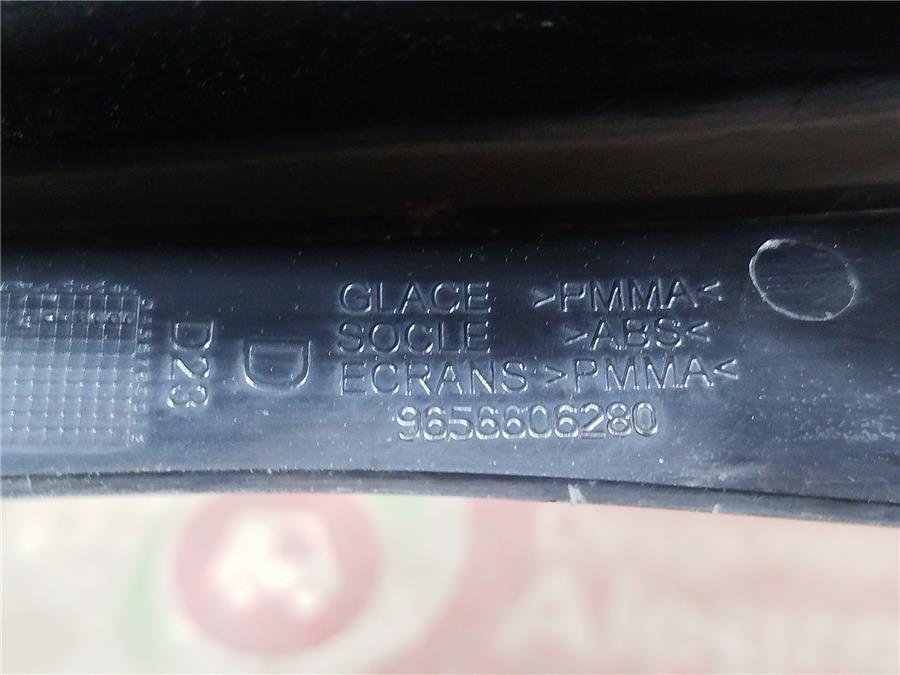 GLACE >PMMA<
SOCLE >ABS<
ECRANS >PMMA<
9656606280
D
D23